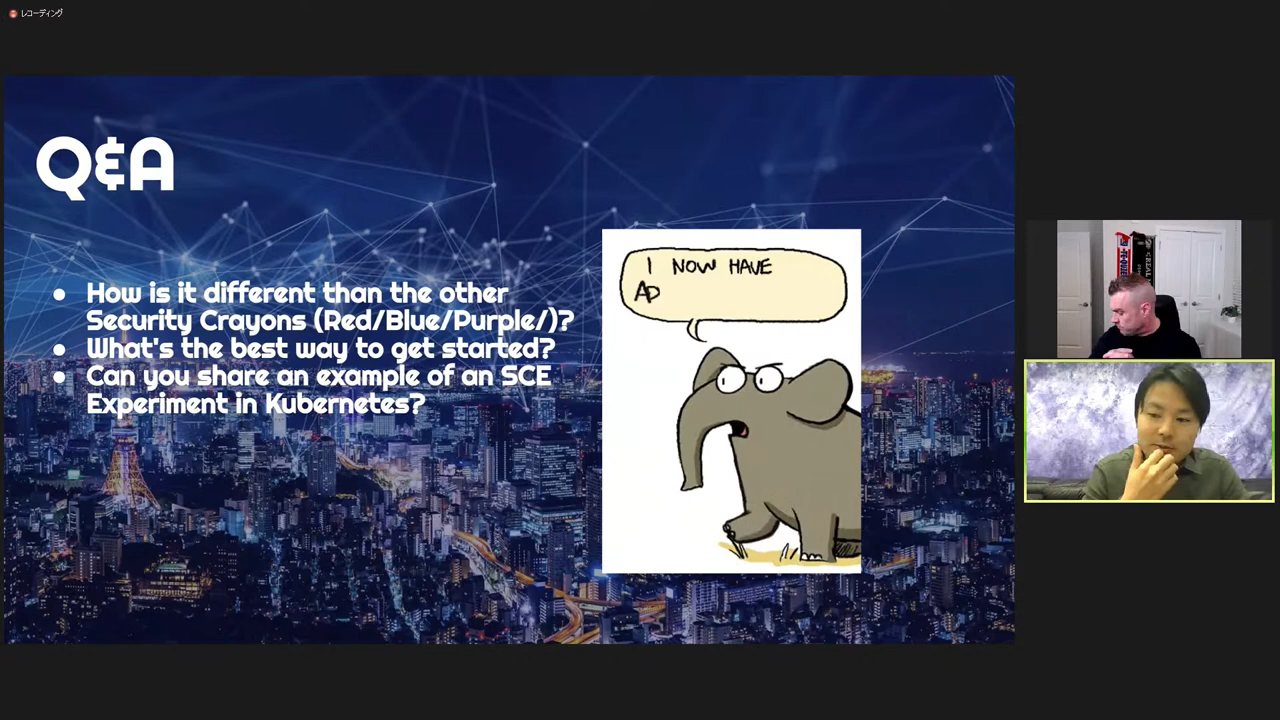 レコーディング
Q&A
How is it different than the other
Security Crayons (Red/Blue/Purple/)?
What's the best way to get started?
Can you share an example of an SCE
Experiment in Kubernetes?
I NOW HAVE
AD